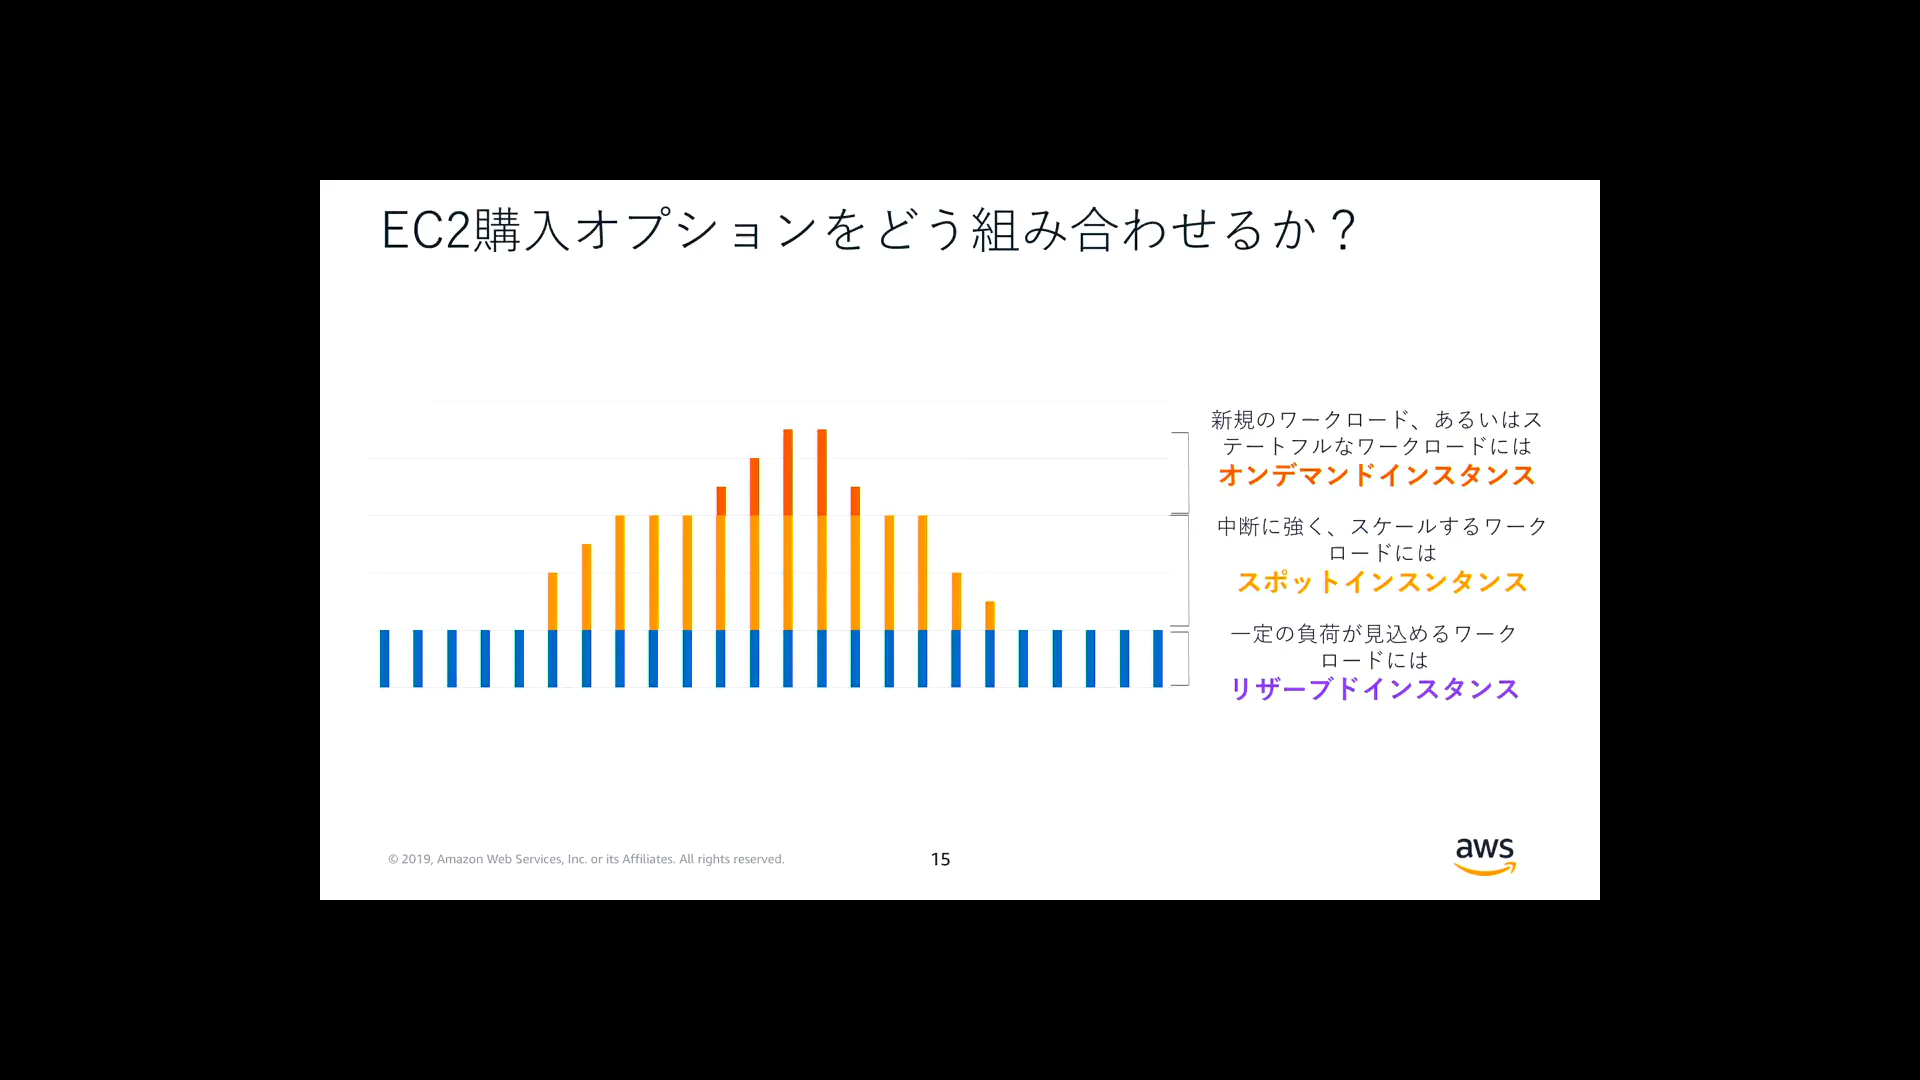 EC2購入オプションをどう組み合わせるか？
新規のワークロード、あるいはス
テートフルなワークロードには
オンデマンドインスタンス
中断に強く、スケールするワーク
ロードには
スポットインスンタンス
一定の負荷が見込めるワーク
ロードには
リザーブドインスタンス
© 2019, Amazon Web Services, Inc. or its Affiliates. All rights reserved.
15
aws